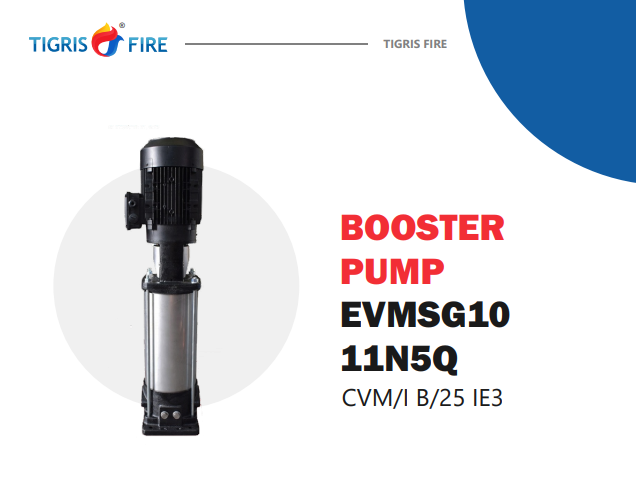 TIGRIS FIRE
®
TIGRIS FIRE
BOOSTER
PUMP
EVMSG10
11N5Q
CVM/I B/25 IE3